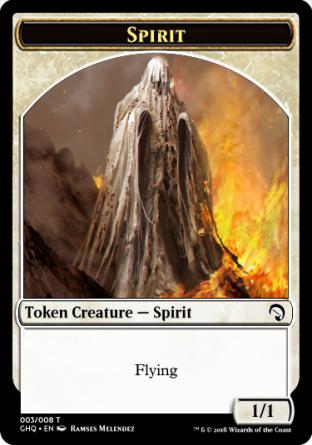 Spirit
Token Creature — Spirit
Flying
1/1
003/008 T
GHQ • EN Ramses Melendez
™ & © 2018 Wizards of the Coast